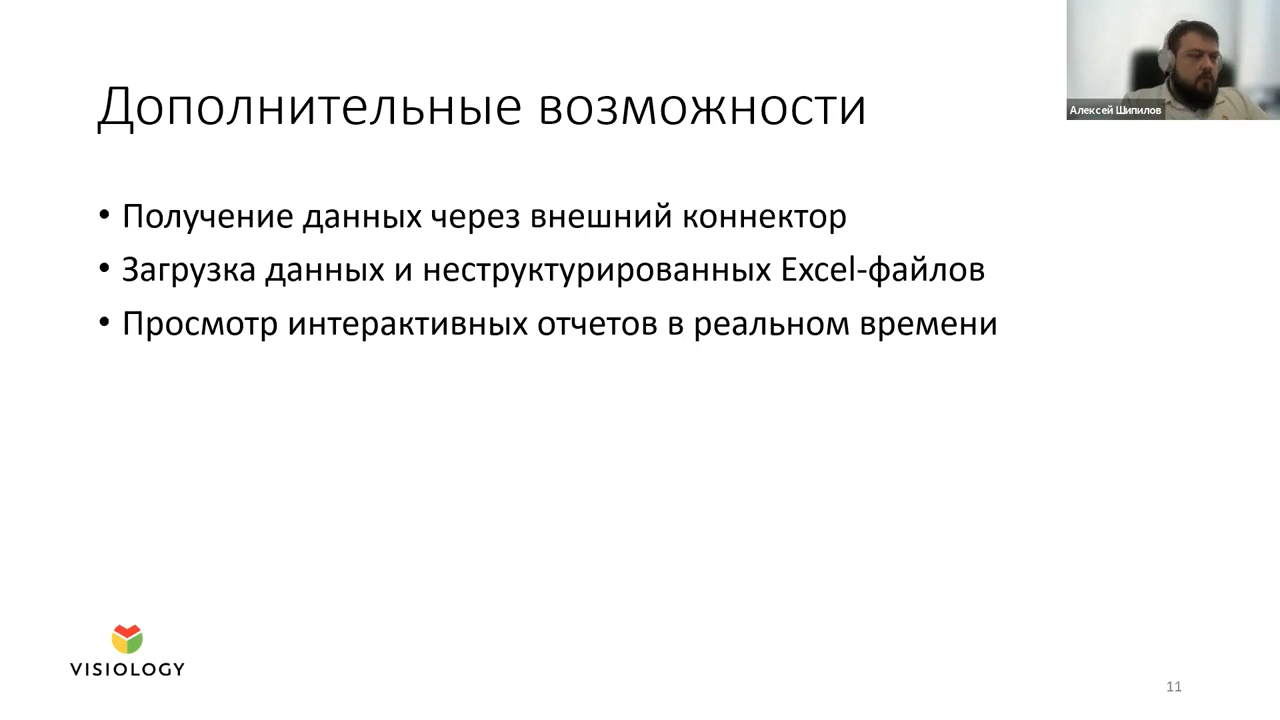 Дополнительные возможности
Алексей Шипилов
• Получение данных через внешний коннектор
• Загрузка данных и неструктурированных Excel-файлов
• Просмотр интерактивных отчетов в реальном времени
VISIOLOGY
11